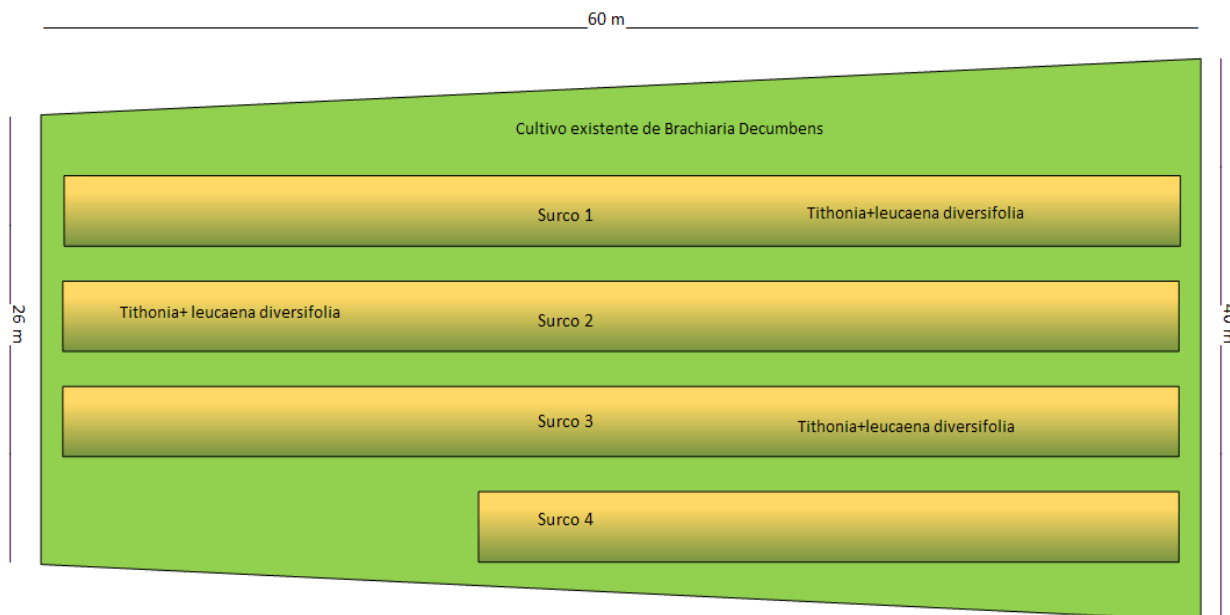 60 m
Cultivo existente de Brachiaria Decumbens
Surco 1
Tithonia+leucaena diversifolia
26 m
40 m
Tithonia+ leucaena diversifolia
Surco 2
Surco 3
Tithonia+leucaena diversifolia
Surco 4